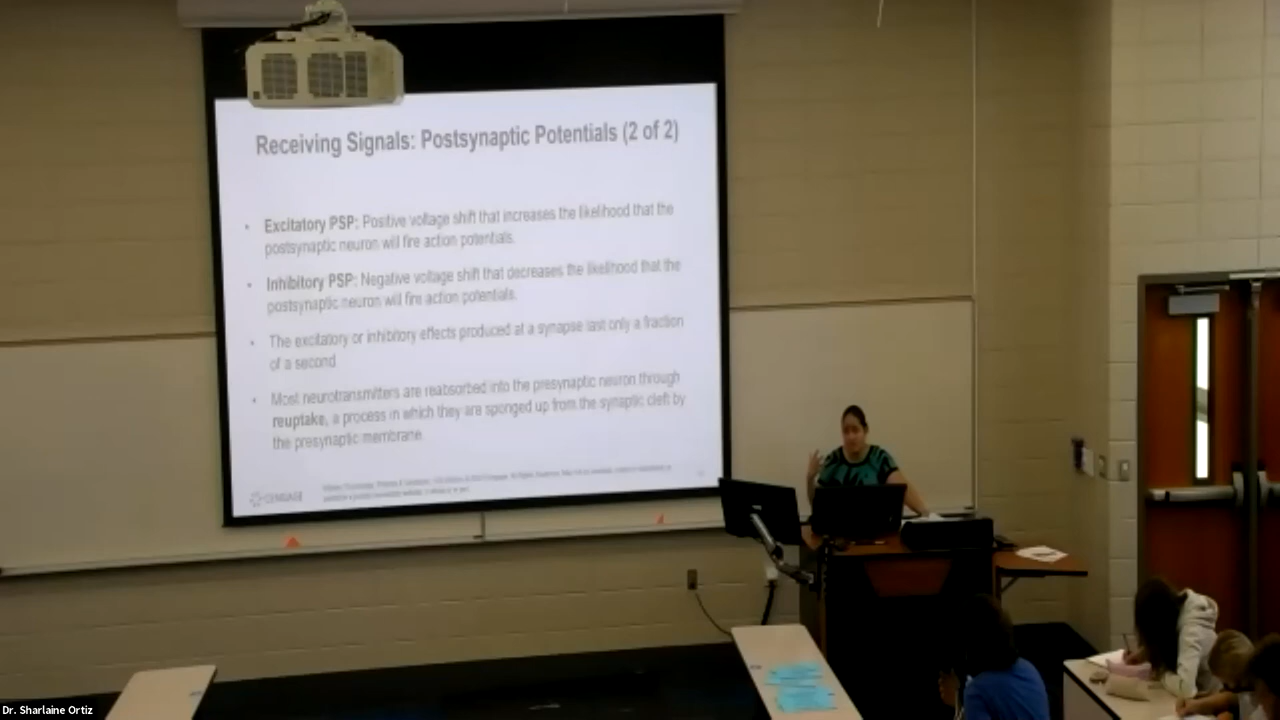 Receiving Signals: Postsynaptic Potentials (2 of 2)
• Excitatory PSP: Positive voltage shift that increases the likelihood that the
postsynaptic neuron will fire action potentials.
• Inhibitory PSP: Negative voltage shift that decreases the likelihood that the
postsynaptic neuron will fire action potentials.
• The excitatory or inhibitory effects produced at a synapse last only a fraction
of a second
• Most neurotransmitters are reabsorbed into the presynaptic neuron through
reuptake, a process in which they are sponged up from the synaptic cleft by
the presynaptic membrane.
CENGAGE
Dr. Sharlaine Ortiz